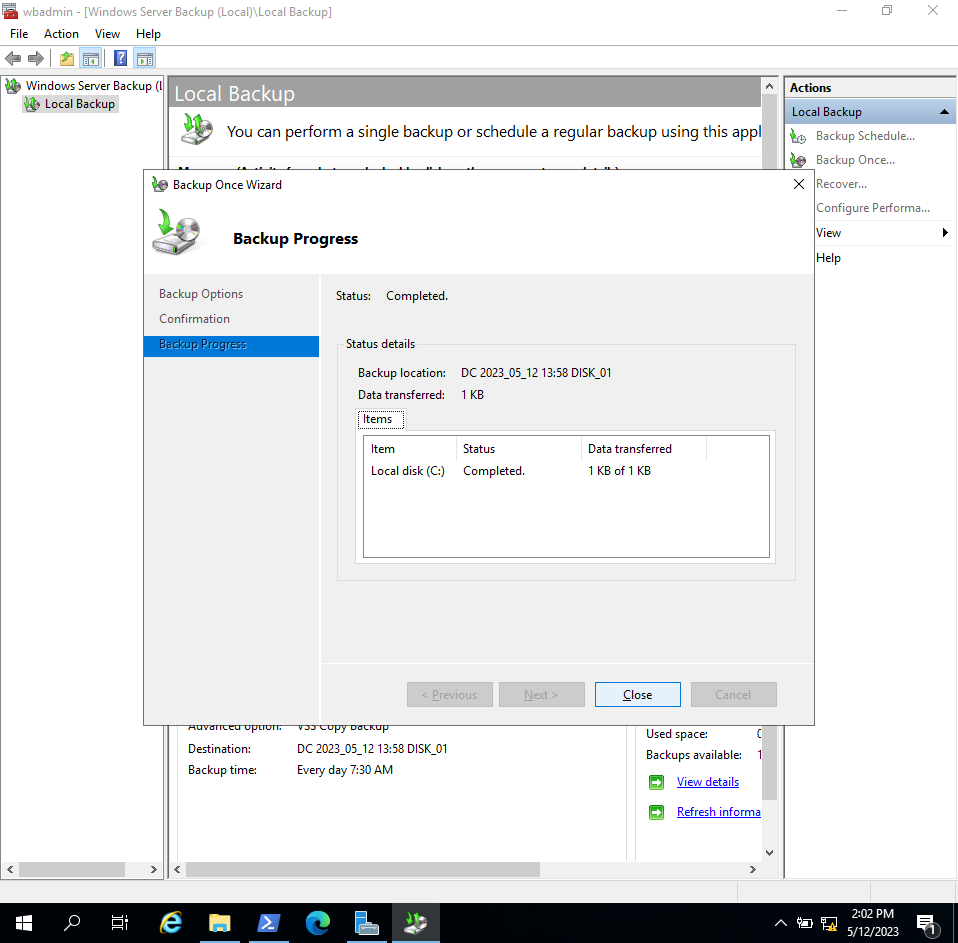 wbadmin - [Windows Server Backup (Local)\Local Backup]
File Action View Help
Windows Server Backup (L
Local Backup
Local Backup
You can perform a single backup or schedule a regular backup using this appl
Backup Once Wizard
Backup Progress
Backup Options
Confirmation
Backup Progress
Status: Completed.
Status details
Backup location: DC 2023_05_12 13:58 DISK_01
Data transferred: 1 KB
Items
Item Status Data transferred
Local disk (C:) Completed. 1 KB of 1 KB
< Previous Next > Close Cancel
Advanced option: VSS Copy Backup
Destination: DC 2023_05_12 13:58 DISK_01
Backup time: Every day 7:30 AM
Used space: 0
Backups available: 1
View details
Refresh informa
Actions
Local Backup
Backup Schedule...
Backup Once...
Recover...
Configure Performa...
View
Help
2:02 PM
5/12/2023
1